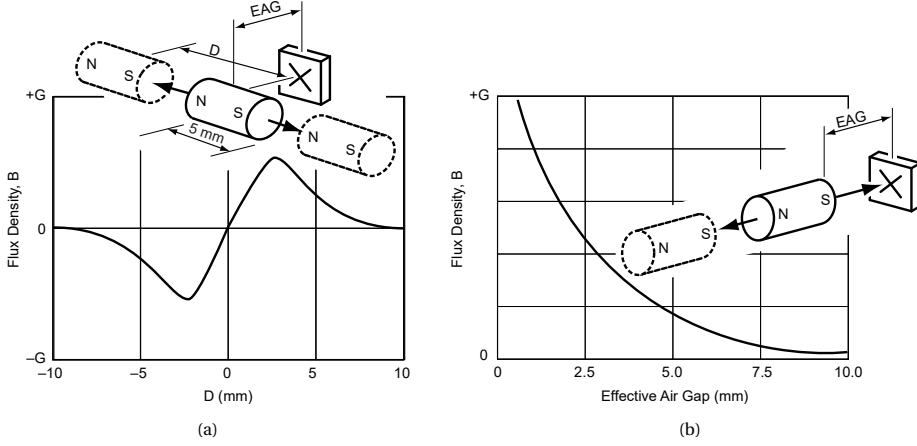 EAG
D
N
S
N
S
N
S
5 mm
+G
0
–G
Flux Density, B
–10
–5
0
5
10
D (mm)
(a)
+G
0
Flux Density, B
EAG
N
S
N
S
0
2.5
5.0
7.5
10.0
Effective Air Gap (mm)
(b)